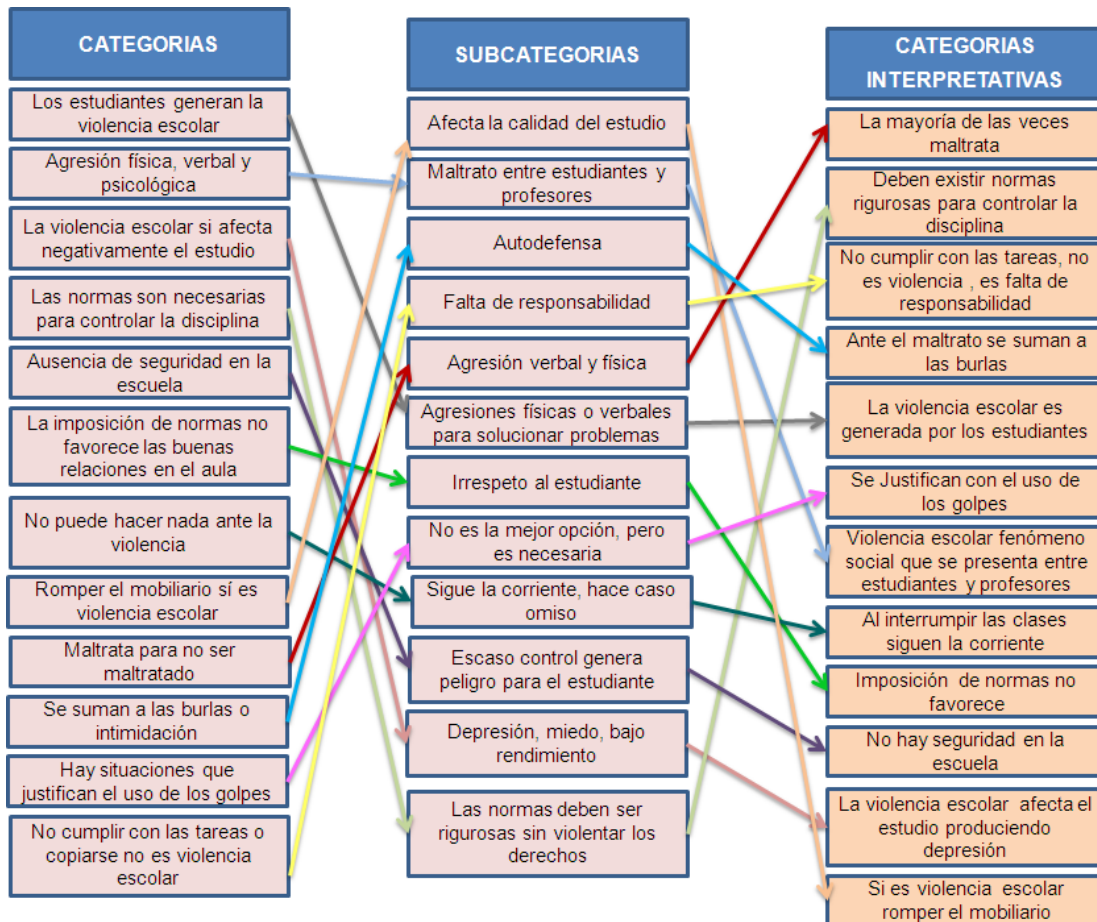 CATEGORIAS
Los estudiantes generan la
violencia escolar
Agresión física, verbal y
psicológica
La violencia escolar si afecta
negativamente el estudio
Las normas son necesarias
para controlar la disciplina
Ausencia de seguridad en la
escuela
La imposición de normas no
favorece las buenas
relaciones en el aula
No puede hacer nada ante la
violencia
Romper el mobiliario sí es
violencia escolar
Maltrata para no ser
maltratado
Se suman a las burlas o
intimidación
Hay situaciones que
justifican el uso de los golpes
No cumplir con las tareas o
copiarse no es violencia
escolar
SUBCATEGORIAS
Afecta la calidad del estudio
Maltrato entre estudiantes y
profesores
Autodefensa
Falta de responsabilidad
Agresión verbal y física
Agresiones físicas o verbales
para solucionar problemas
Irrespeto al estudiante
No es la mejor opción, pero
es necesaria
Sigue la corriente, hace caso
omiso
Escaso control genera
peligro para el estudiante
Depresión, miedo, bajo
rendimiento
Las normas deben ser
rigurosas sin violentar los
derechos
CATEGORIAS
INTERPRETATIVAS
La mayoría de las veces
maltrata
Deben existir normas
rigurosas para controlar la
disciplina
No cumplir con las tareas, no
es violencia , es falta de
responsabilidad
Ante el maltrato se suman a
las burlas
La violencia escolar es
generada por los estudiantes
Se Justifican con el uso de
los golpes
Violencia escolar fenómeno
social que se presenta entre
estudiantes y profesores
Al interrumpir las clases
siguen la corriente
Imposición de normas no
favorece
No hay seguridad en la
escuela
La violencia escolar afecta el
estudio produciendo
depresión
Si es violencia escolar
romper el mobiliario